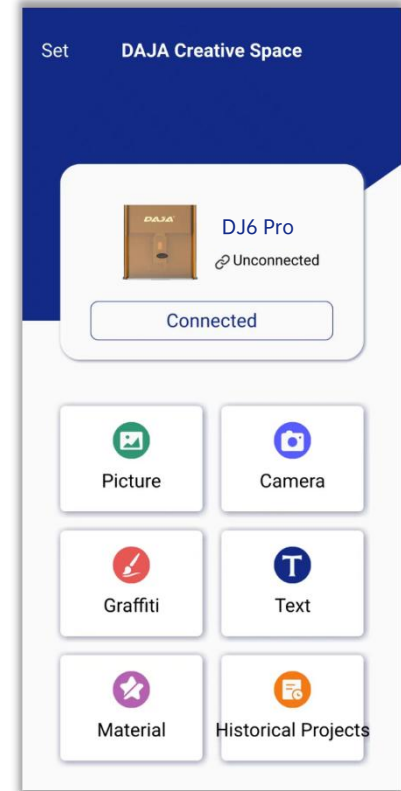 Set DAJA Creative Space
DAJA
DJ6 Pro
Unconnected
Connected
Picture Camera
Graffiti Text
T
Material Historical Projects